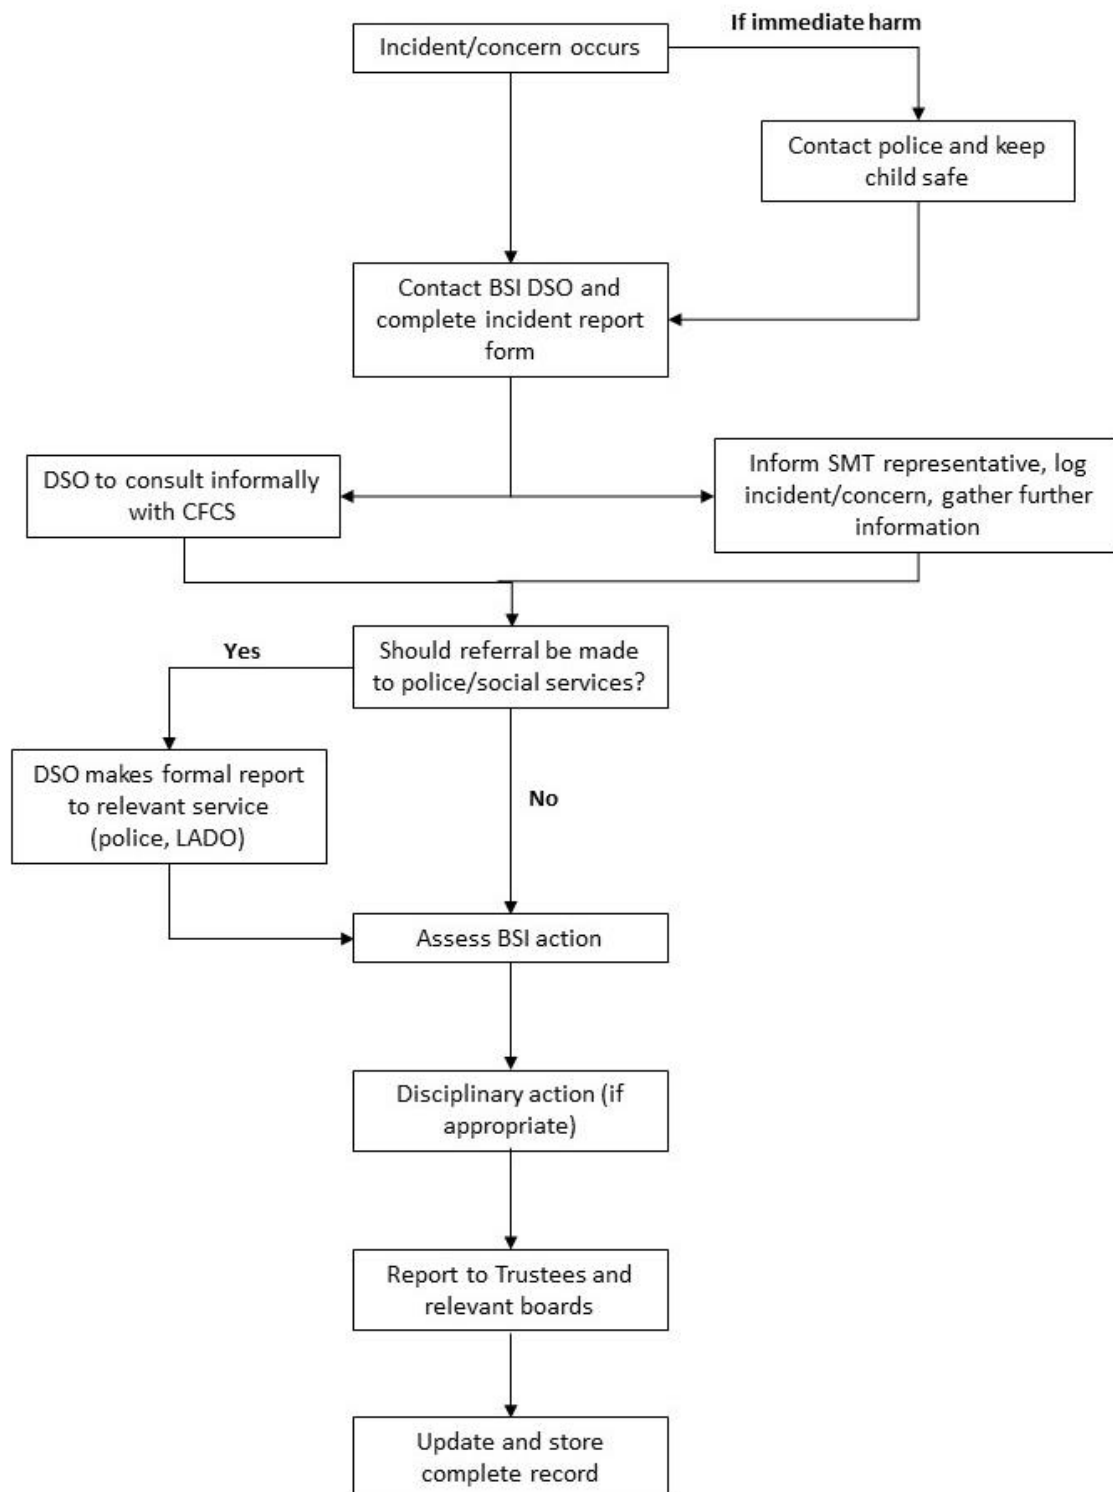 If immediate harm
Incident/concern occurs
Contact police and keep
child safe
Contact BSI DSO and
complete incident report
form
DSO to consult informally
with CFCS
Inform SMT representative, log
incident/concern, gather further
information
Should referral be made
to police/social services?
Yes
DSO makes formal report
to relevant service
(police, LADO)
No
Assess BSI action
Disciplinary action (if
appropriate)
Report to Trustees and
relevant boards
Update and store
complete record